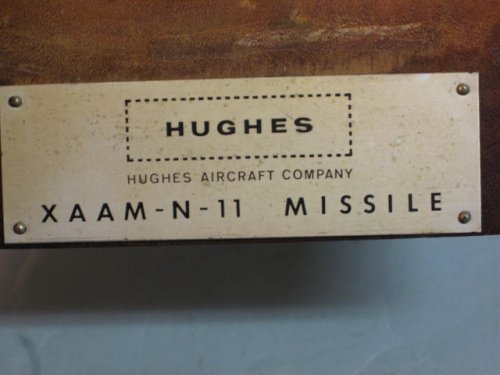 HUGHES
HUGHES AIRCRAFT COMPANY
XAAM-N-11 MISSILE